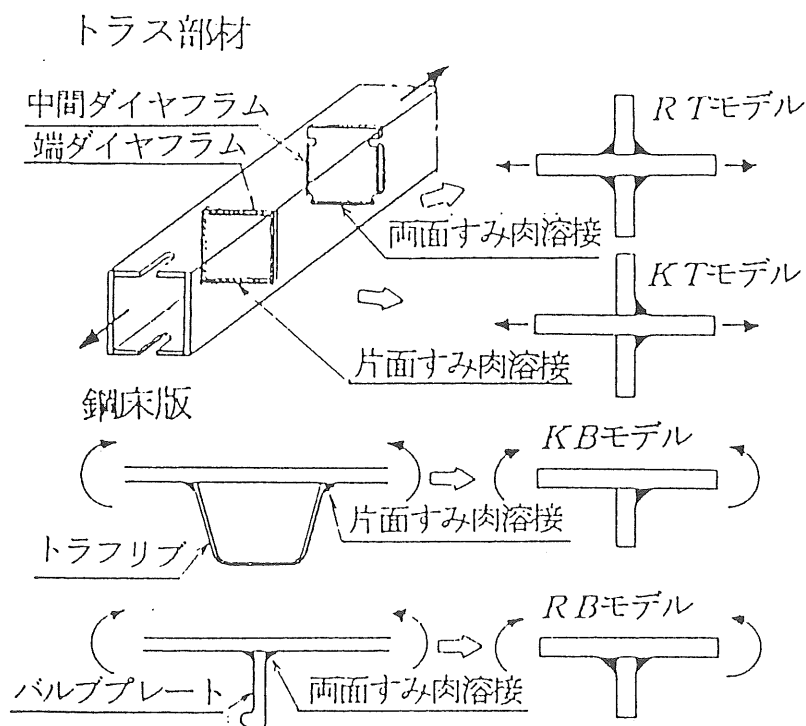 トラス部材
中間ダイヤフラム
端ダイヤフラム
RTモデル
両面すみ肉溶接
KTモデル
片面すみ肉溶接
鋼床版
KBモデル
片面すみ肉溶接
トラフリブ
RBモデル
バルブプレート
両面すみ肉溶接